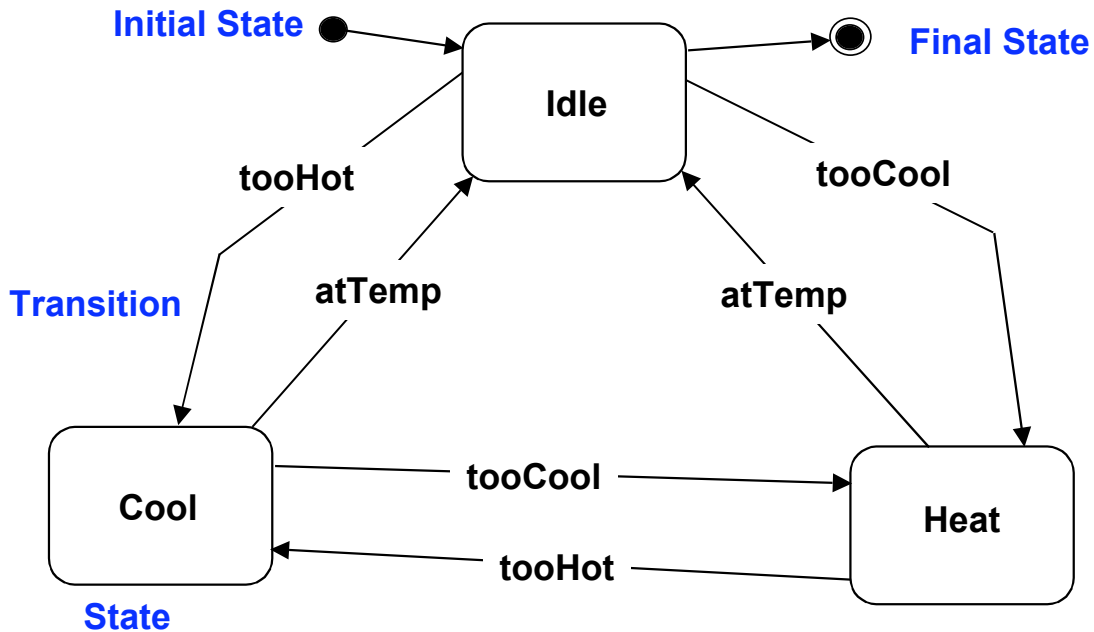 Initial State
Final State
Idle
tooHot
tooCool
Transition
atTemp
atTemp
tooCool
Cool
Heat
tooHot
State